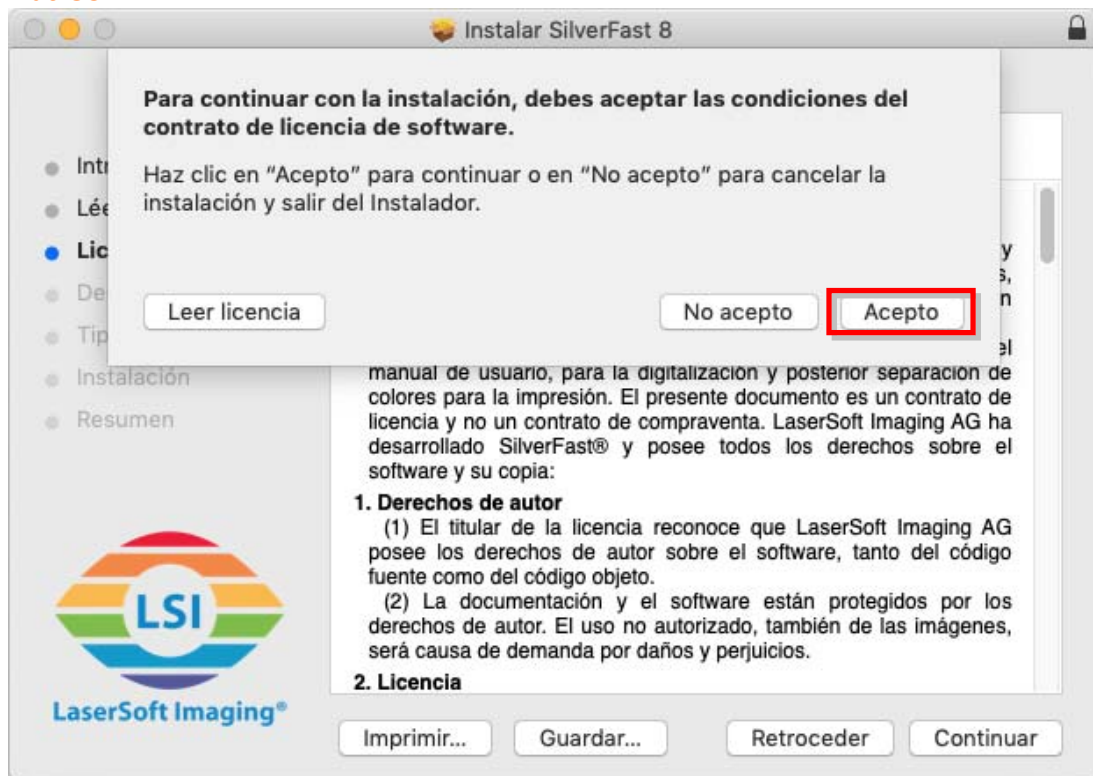 Instalar SilverFast 8
Para continuar con la instalación, debes aceptar las condiciones del
contrato de licencia de software.
Haz clic en “Acepto” para continuar o en “No acepto” para cancelar la
instalación y salir del Instalador.
Leer licencia
No acepto
Acepto
Intr
Lée
Lic
De
Tip
Instalación
Resumen
y
s,
n
el
manual de usuario, para la digitalización y posterior separación de
colores para la impresión. El presente documento es un contrato de
licencia y no un contrato de compraventa. LaserSoft Imaging AG ha
desarrollado SilverFast® y posee todos los derechos sobre el
software y su copia:
1. Derechos de autor
(1) El titular de la licencia reconoce que LaserSoft Imaging AG
posee los derechos de autor sobre el software, tanto del código
fuente como del código objeto.
(2) La documentación y el software están protegidos por los
derechos de autor. El uso no autorizado, también de las imágenes,
será causa de demanda por daños y perjuicios.
2. Licencia
LSI
LaserSoft Imaging®
Imprimir...
Guardar...
Retroceder
Continuar